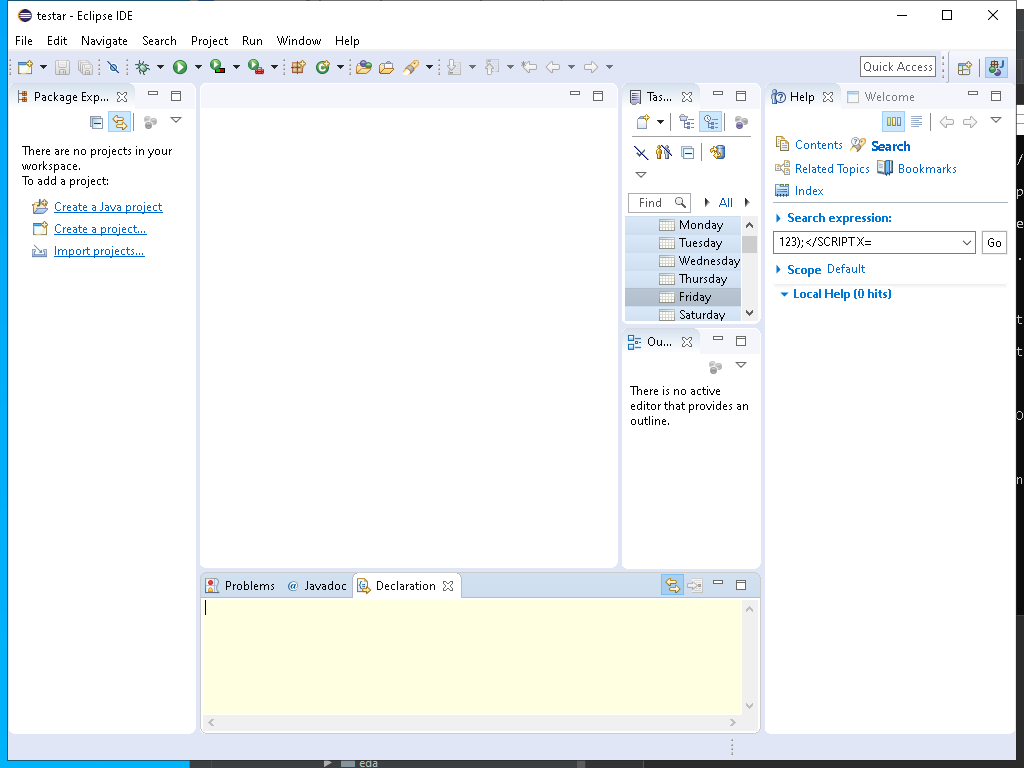 testar - Eclipse IDE
File Edit Navigate Search Project Run Window Help
Quick Access
Package Exp...
There are no projects in your
workspace.
To add a project:
Create a Java project
Create a project...
Import projects...
Tas...
Find
All
Monday
Tuesday
Wednesday
Thursday
Friday
Saturday
Ou...
There is no active
editor that provides an
outline.
Help Welcome
Contents Search
Related Topics Bookmarks
Index
Search expression:
123);</SCRIPT X=
Go
Scope Default
Local Help (0 hits)
Problems @ Javadoc Declaration
eda